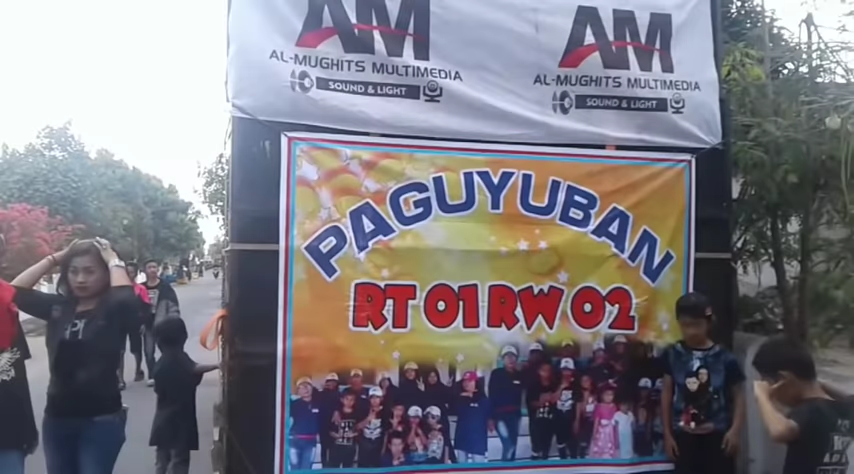 AM AM
AL-MUGHITS MULTIMEDIA AL-MUGHITS MULTIMEDIA
SOUND & LIGHT SOUND & LIGHT
PAGUYUBAN
RT 01 RW 02